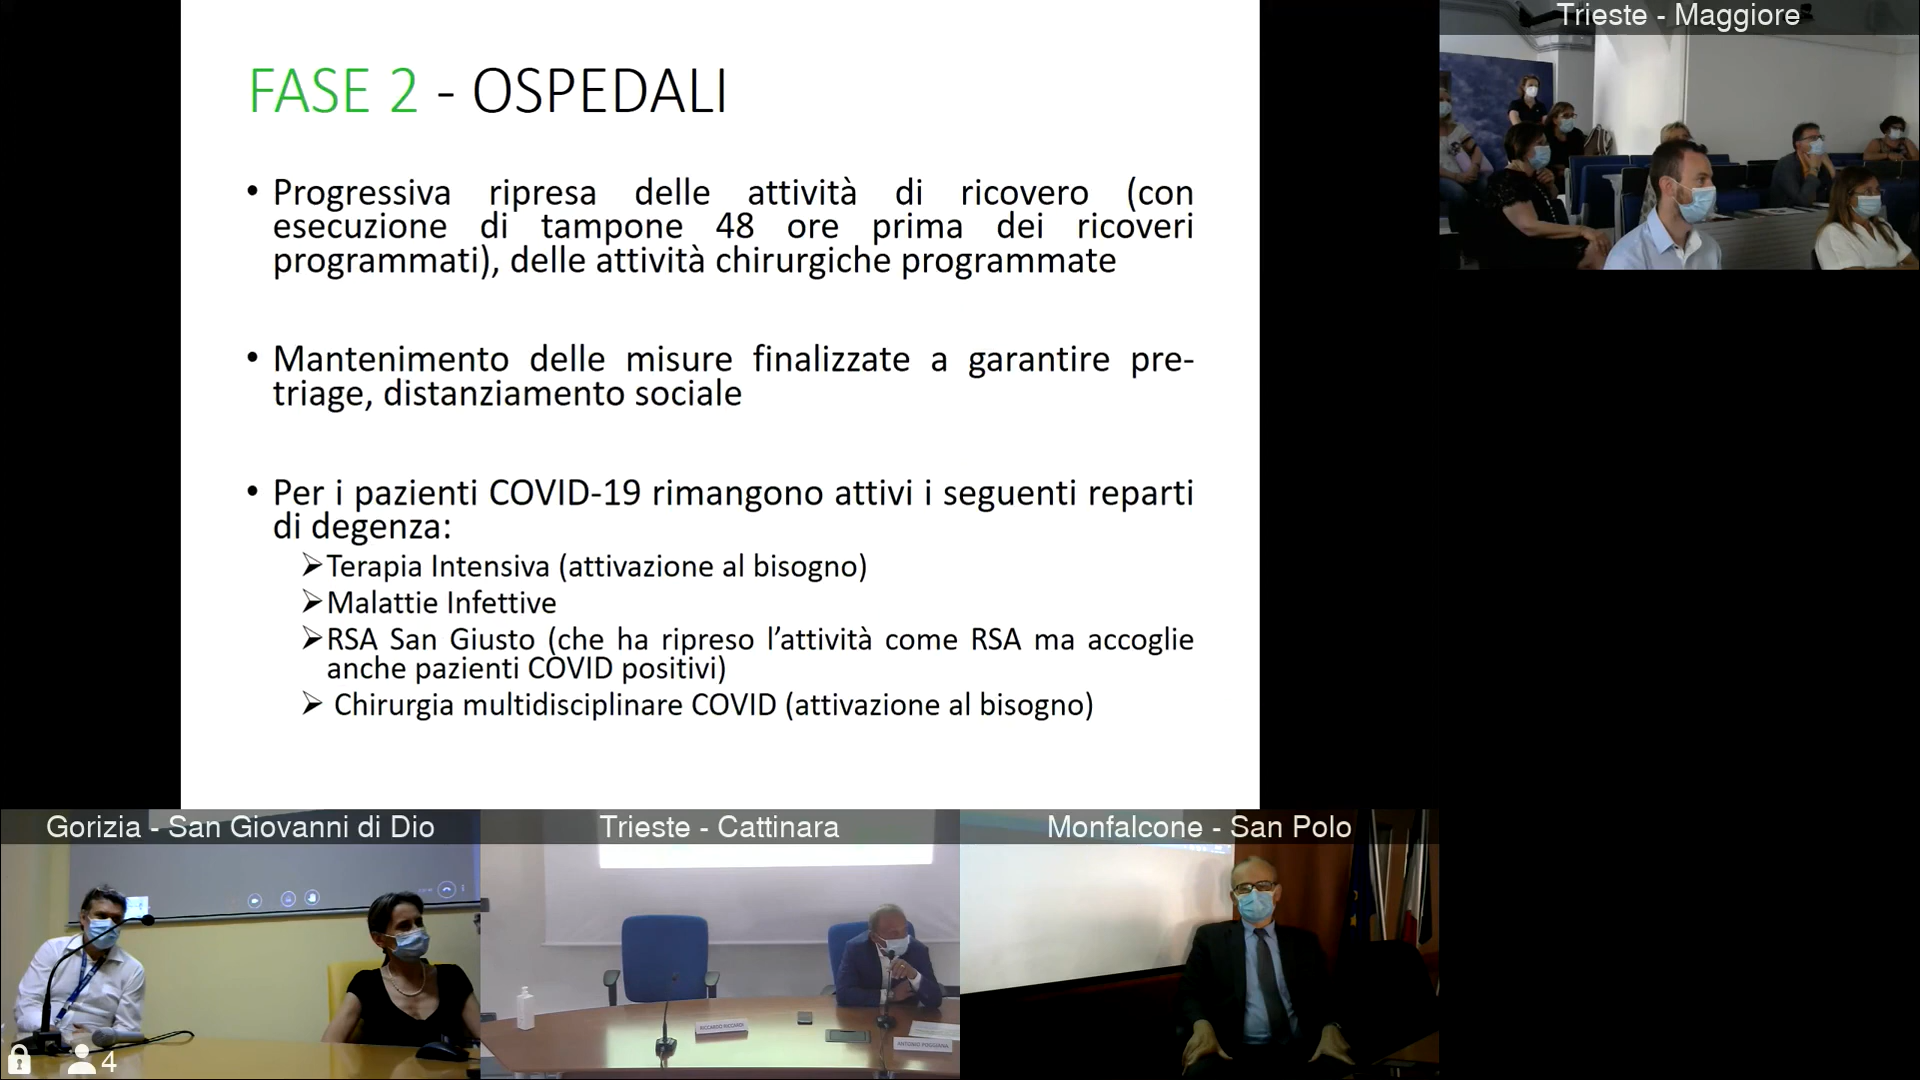 FASE 2 - OSPEDALI
• Progressiva ripresa delle attività di ricovero (con
esecuzione di tampone 48 ore prima dei ricoveri
programmati), delle attività chirurgiche programmate
• Mantenimento delle misure finalizzate a garantire pre-
triage, distanziamento sociale
• Per i pazienti COVID-19 rimangono attivi i seguenti reparti
di degenza:
➢Terapia Intensiva (attivazione al bisogno)
➢Malattie Infettive
➢RSA San Giusto (che ha ripreso l’attività come RSA ma accoglie
anche pazienti COVID positivi)
➢ Chirurgia multidisciplinare COVID (attivazione al bisogno)
Trieste - Maggiore
Gorizia - San Giovanni di Dio
Trieste - Cattinara
Monfalcone - San Polo
RICCARDO RICCARDI
ANTONIO POGGIANA
4